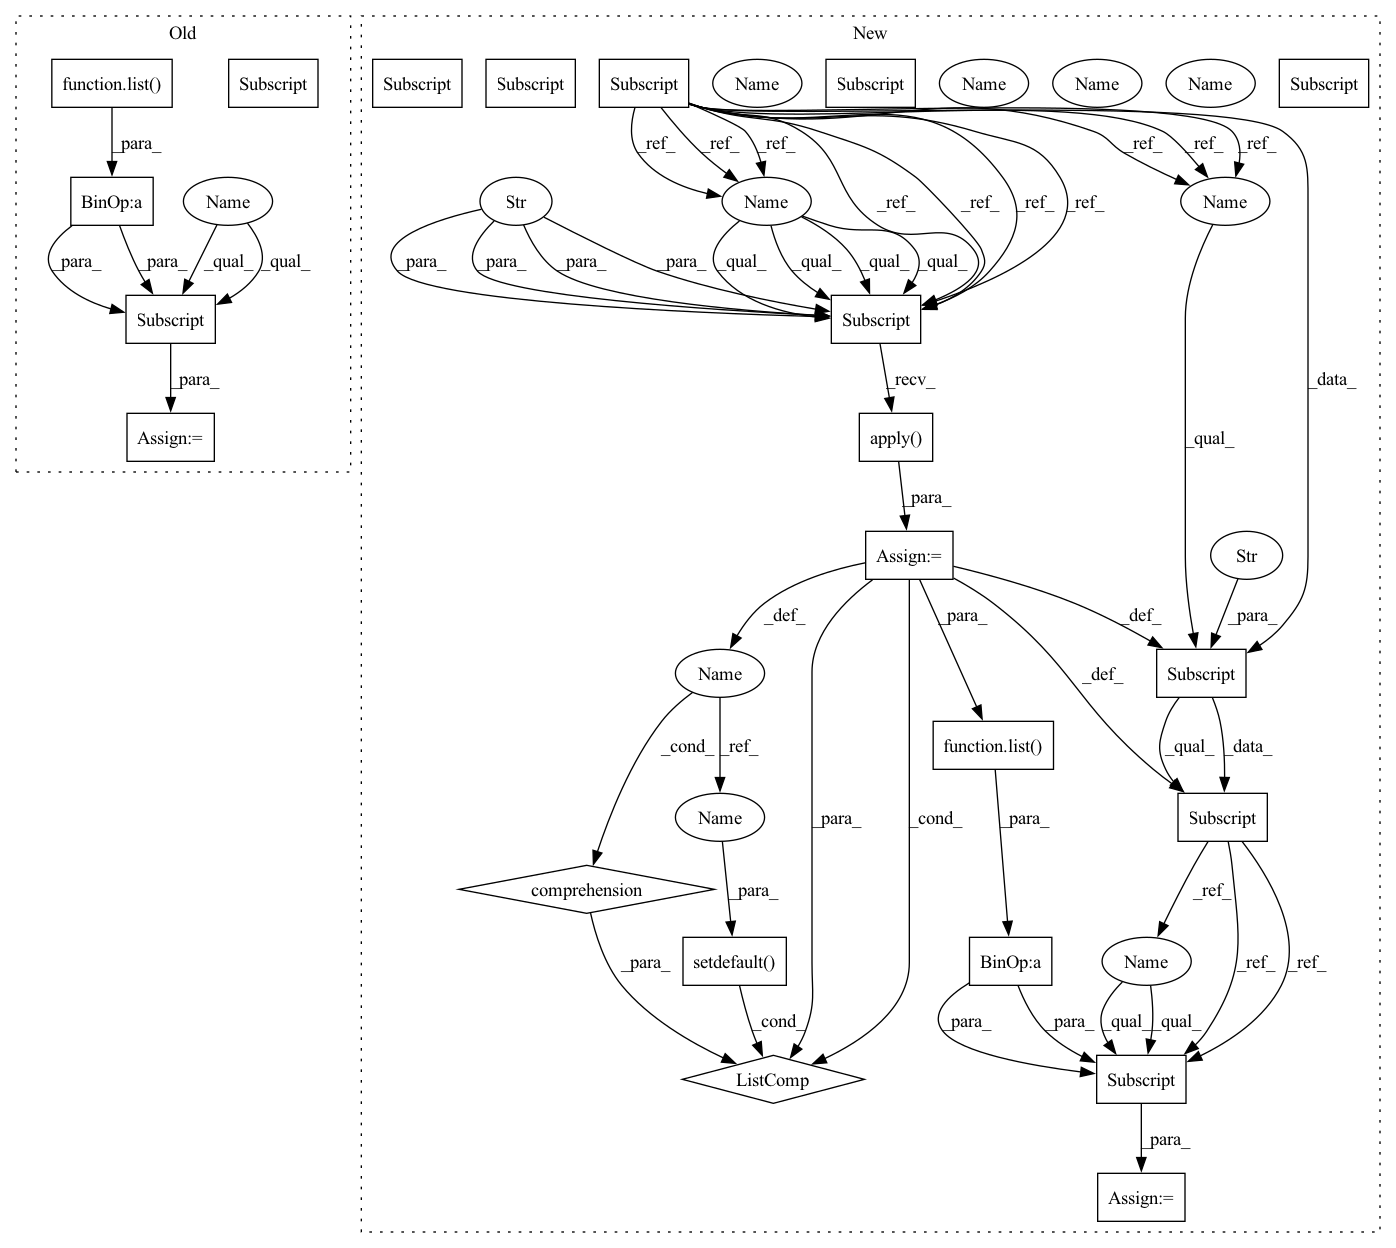 Old New
function.list() Subscript Subscript Subscript Subscript Name Subscript Name Name Name Subscript
_para_ _ref_ _ref_ _ref_ _ref_ _ref_ _ref_
BinOp:a Name Str Name Name
_ref_ _ref_ _ref_ _ref_
_para_ _para_ _qual_ _qual_ _para_ _para_ _para_ _para_ _qual_ _qual_ _qual_ _qual_
Subscript Subscript
_para_ _recv_ _data_
Assign:= apply() _qual_
_para_
Assign:= Str
_def_ _para_ _def_ _para_
Name _def_ Subscript
_cond_ _ref_ function.list() _qual_ _data_
Name _para_ _cond_ _para_ Subscript
comprehension _para_ _ref_
_para_ setdefault() BinOp:a Name _ref_ _ref_
_cond_ _para_ _para_ _qual_ _qual_
ListComp Subscript
_para_
Assign:=